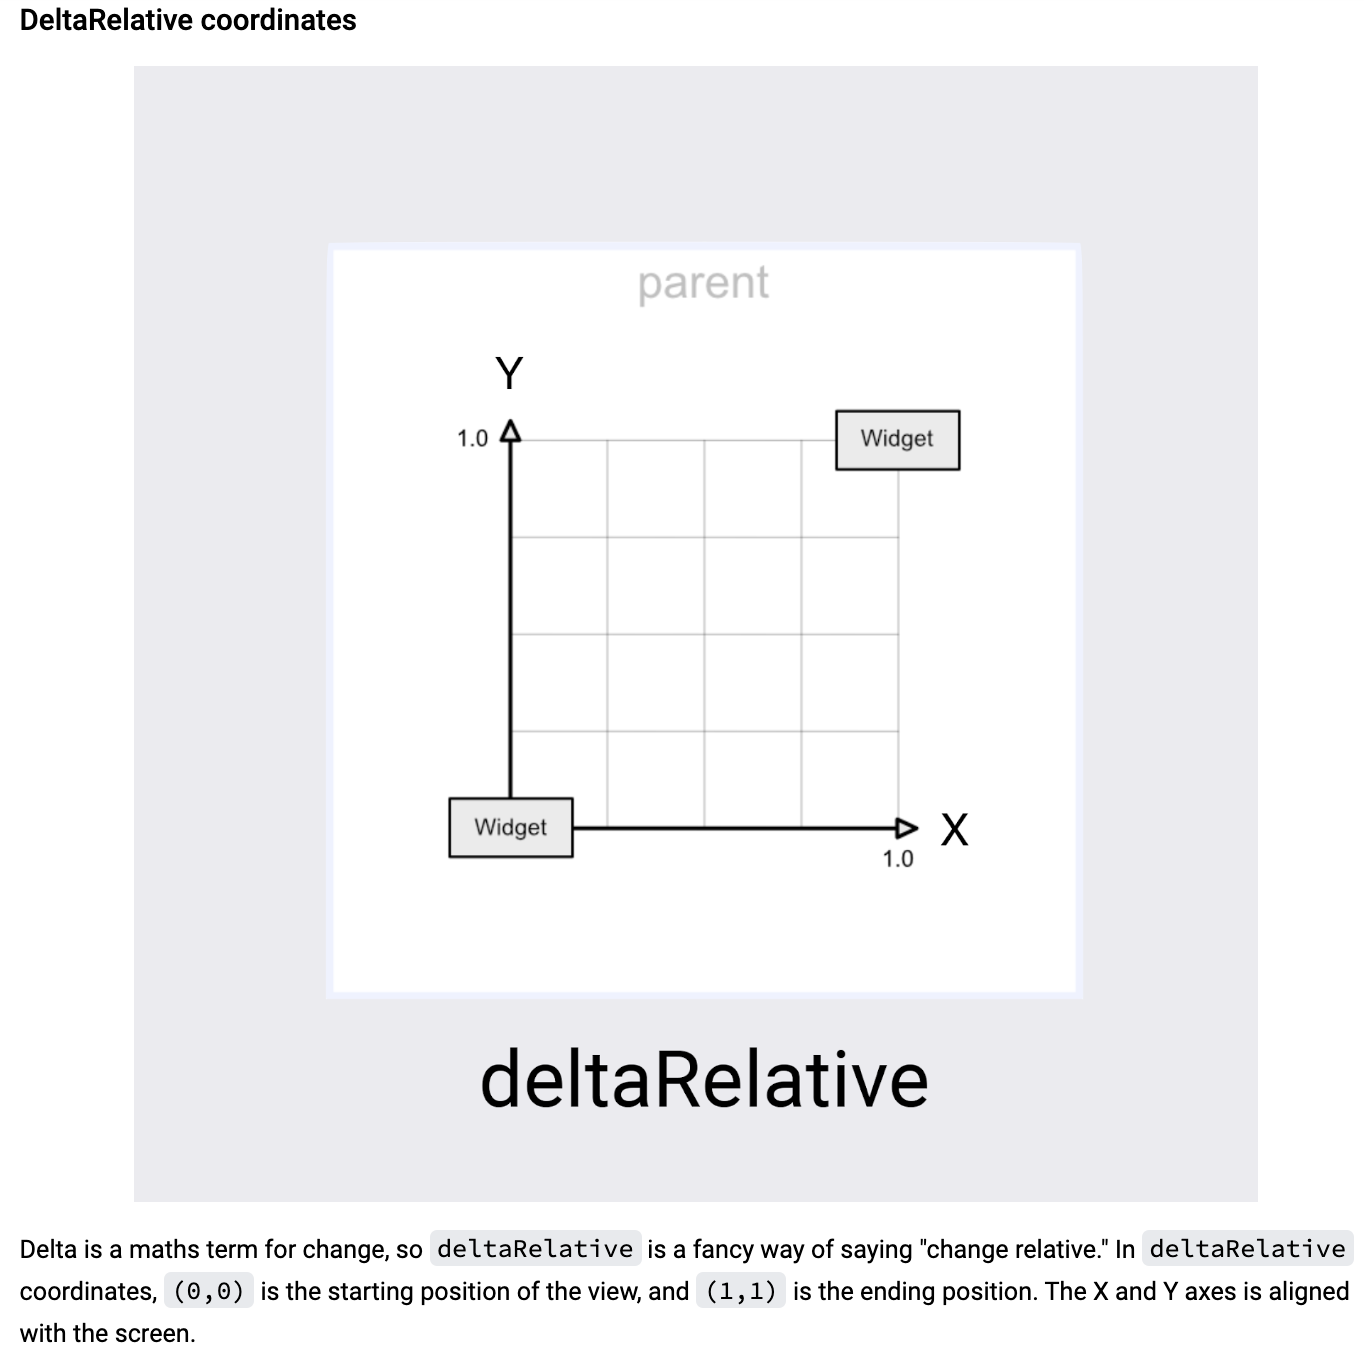 DeltaRelative coordinates
parent
Y
1.0
Widget
Widget
X
1.0
deltaRelative
Delta is a maths term for change, so deltaRelative is a fancy way of saying "change relative." In deltaRelative
coordinates, (0,0) is the starting position of the view, and (1,1) is the ending position. The X and Y axes is aligned
with the screen.